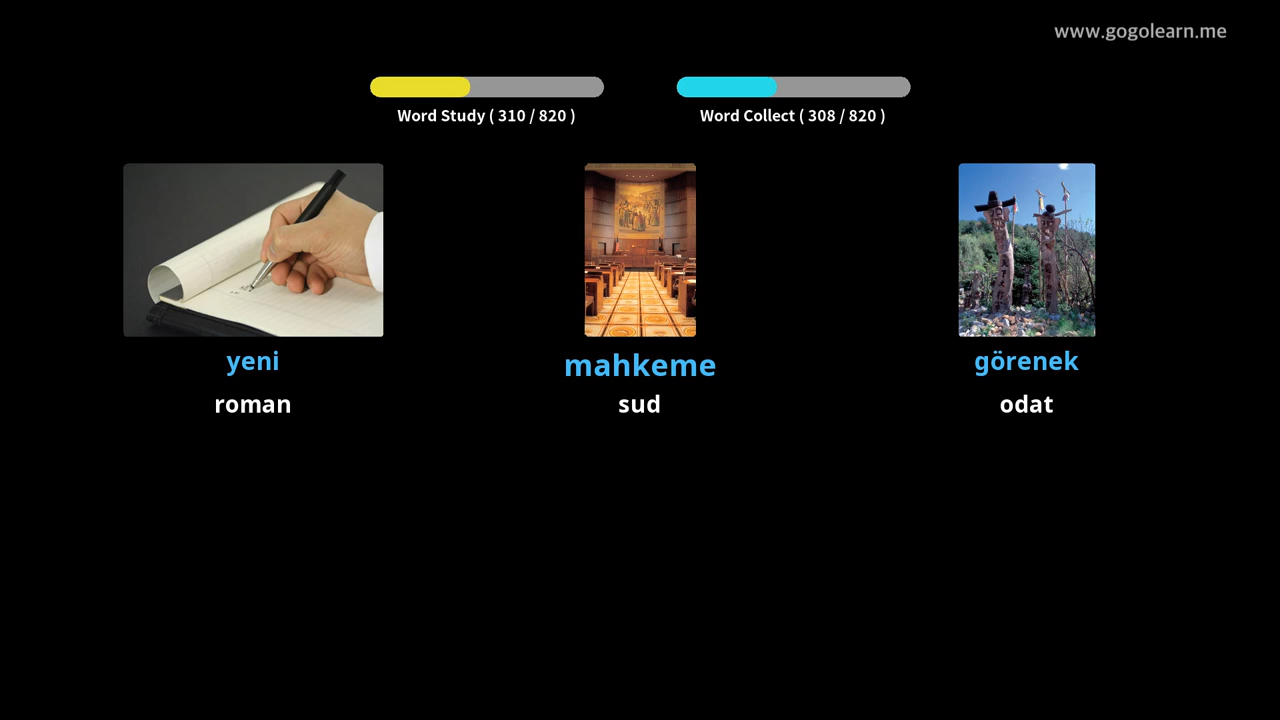 www.gogolearn.me
Word Study ( 310 / 820 )
Word Collect ( 308 / 820 )
yeni
roman
mahkeme
sud
görenek
odat